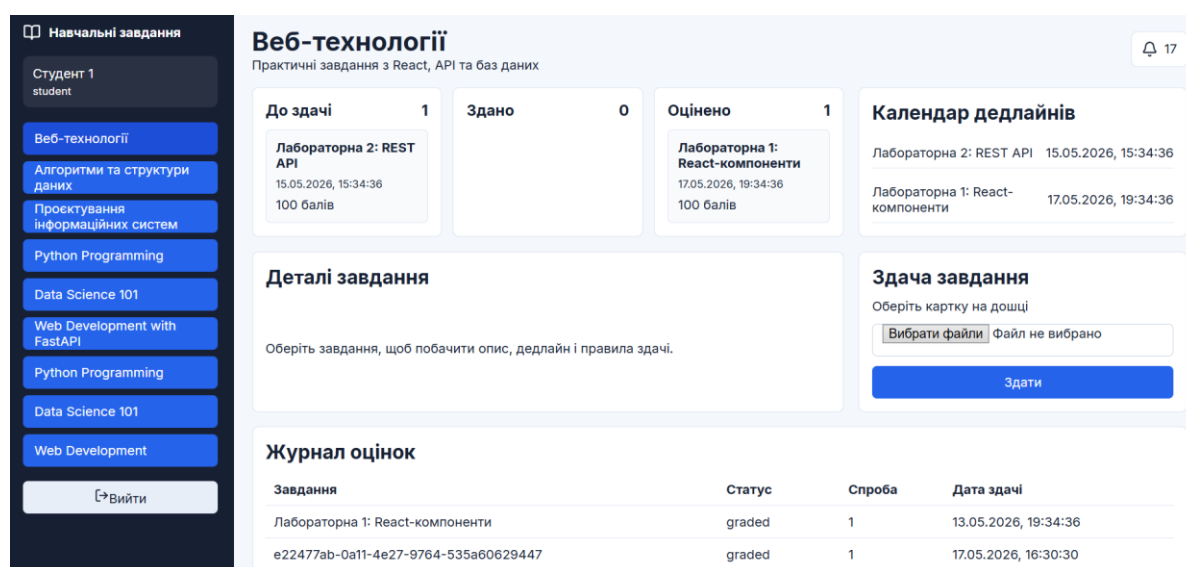 Навчальні завдання
Студент 1
student
Веб-технології
Алгоритми та структури
даних
Проєктування
інформаційних систем
Python Programming
Data Science 101
Web Development with
FastAPI
Python Programming
Data Science 101
Web Development
Вийти
Веб-технології
Практичні завдання з React, API та баз даних
17
До здачі 1
Лабораторна 2: REST
API
15.05.2026, 15:34:36
100 балів
Здано 0
Оцінено 1
Лабораторна 1:
React-компоненти
17.05.2026, 19:34:36
100 балів
Календар дедлайнів
Лабораторна 2: REST API 15.05.2026, 15:34:36
Лабораторна 1: React-
компоненти 17.05.2026, 19:34:36
Деталі завдання
Оберіть завдання, щоб побачити опис, дедлайн і правила здачі.
Здача завдання
Оберіть картку на дошці
Вибрати файли Файл не вибрано
Здати
Журнал оцінок
Завдання Статус Спроба Дата здачі
Лабораторна 1: React-компоненти graded 1 13.05.2026, 19:34:36
e22477ab-0a11-4e27-9764-535a60629447 graded 1 17.05.2026, 16:30:30